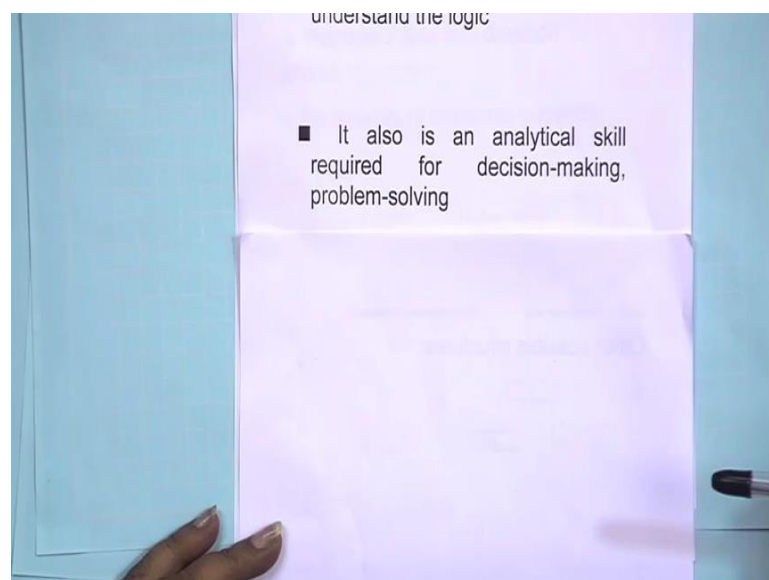 understand the logic
■ It also is an analytical skill
required for decision-making,
problem-solving